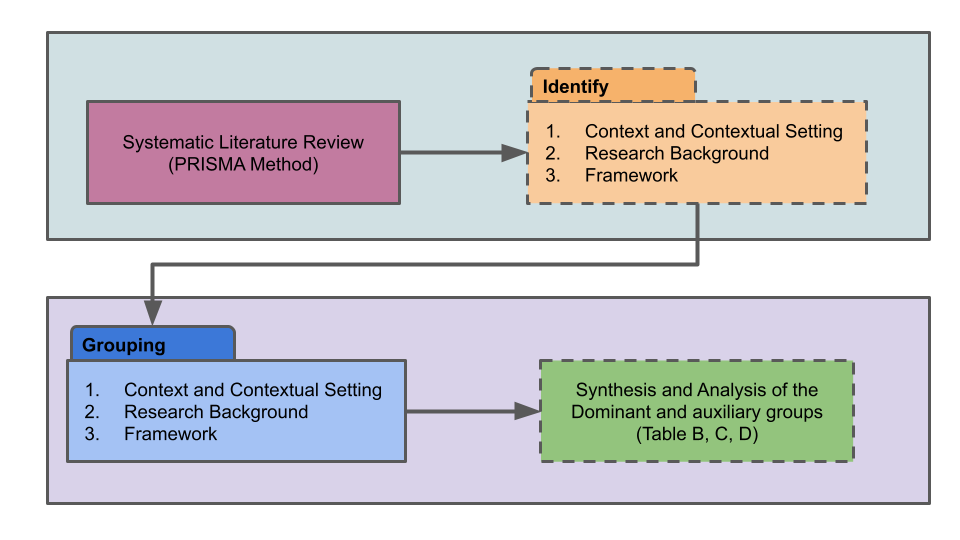 Systematic Literature Review
(PRISMA Method)
Identify
1. Context and Contextual Setting
2. Research Background
3. Framework
Grouping
1. Context and Contextual Setting
2. Research Background
3. Framework
Synthesis and Analysis of the
Dominant and auxiliary groups
(Table B, C, D)